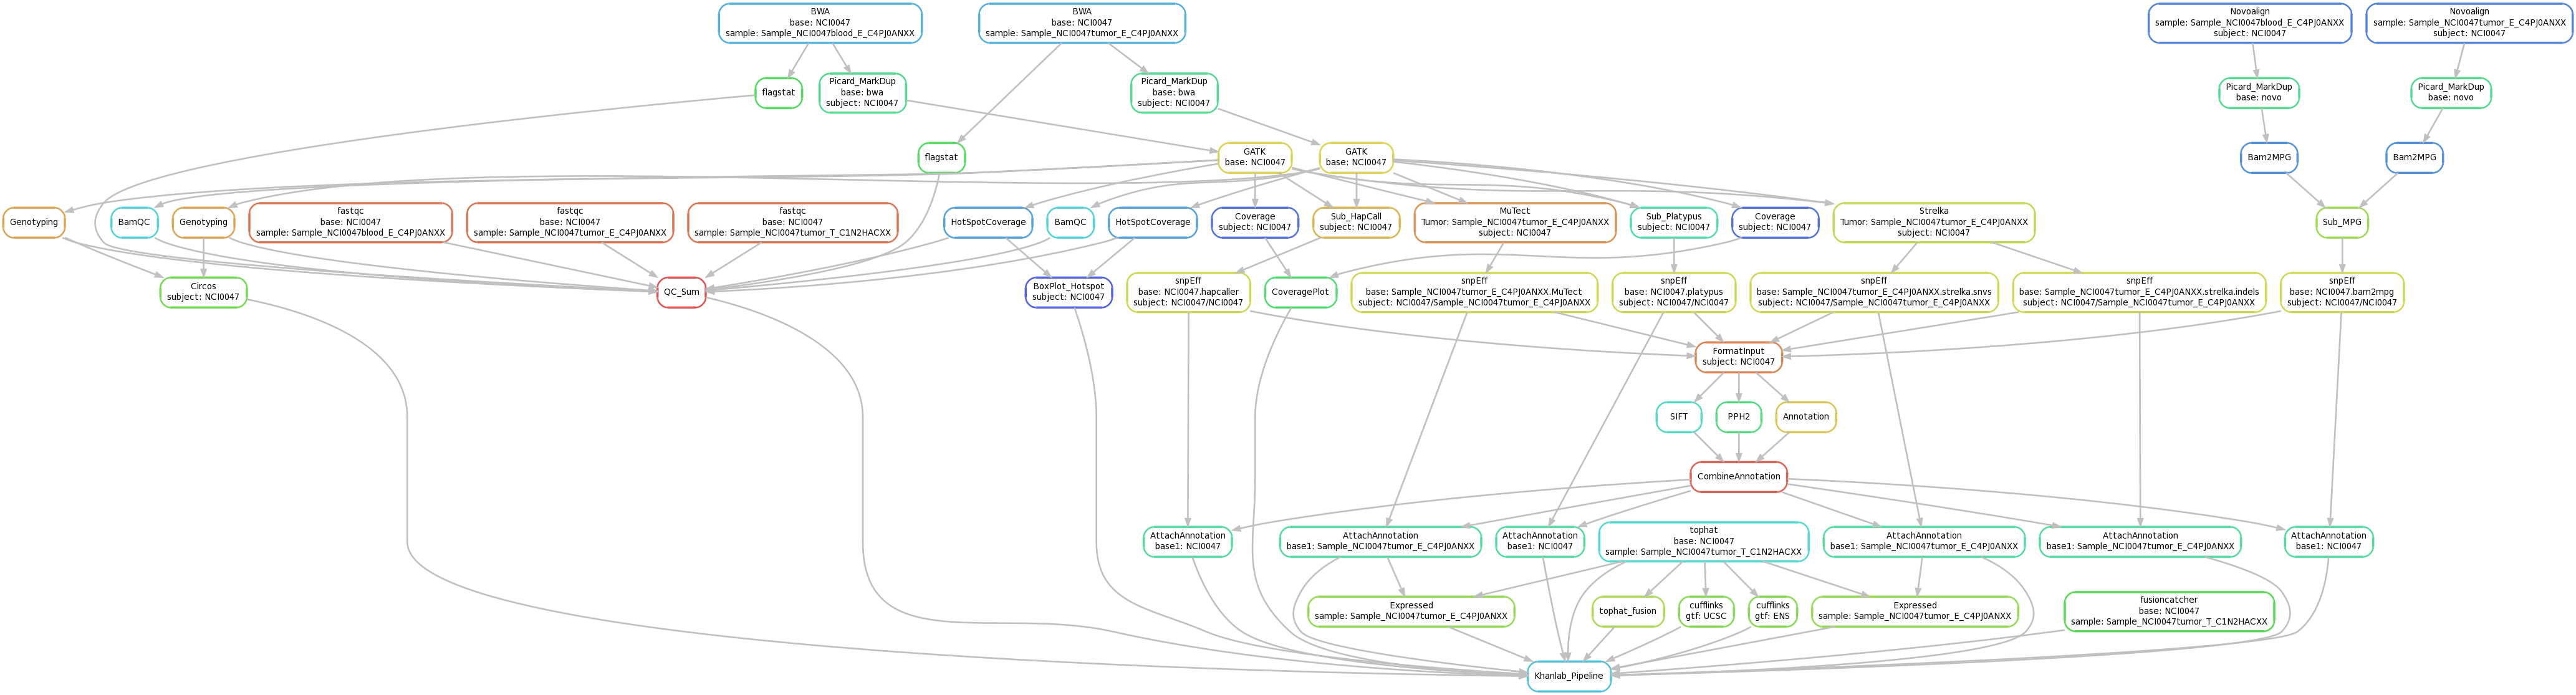 BWA
base: NCI0047
sample: Sample_NCI0047blood_E_C4PJ0ANXX
BWA
base: NCI0047
sample: Sample_NCI0047tumor_E_C4PJ0ANXX
Novoalign
sample: Sample_NCI0047blood_E_C4PJ0ANXX
subject: NCI0047
Novoalign
sample: Sample_NCI0047tumor_E_C4PJ0ANXX
subject: NCI0047
flagstat
Picard_MarkDup
base: bwa
subject: NCI0047
Picard_MarkDup
base: bwa
subject: NCI0047
Picard_MarkDup
base: novo
Picard_MarkDup
base: novo
flagstat
GATK
base: NCI0047
GATK
base: NCI0047
Bam2MPG
Bam2MPG
Genotyping
BamQC
Genotyping
fastqc
base: NCI0047
sample: Sample_NCI0047blood_E_C4PJ0ANXX
fastqc
base: NCI0047
sample: Sample_NCI0047tumor_E_C4PJ0ANXX
fastqc
base: NCI0047
sample: Sample_NCI0047tumor_T_C1N2HACXX
HotSpotCoverage
BamQC
HotSpotCoverage
Coverage
subject: NCI0047
Sub_HapCall
subject: NCI0047
MuTect
Tumor: Sample_NCI0047tumor_E_C4PJ0ANXX
subject: NCI0047
Sub_Platypus
subject: NCI0047
Coverage
subject: NCI0047
Strelka
Tumor: Sample_NCI0047tumor_E_C4PJ0ANXX
subject: NCI0047
Sub_MPG
Circos
subject: NCI0047
QC_Sum
BoxPlot_Hotspot
subject: NCI0047
snpEff
base: NCI0047.hapcaller
subject: NCI0047/NCI0047
CoveragePlot
snpEff
base: Sample_NCI0047tumor_E_C4PJ0ANXX.MuTect
subject: NCI0047/Sample_NCI0047tumor_E_C4PJ0ANXX
snpEff
base: NCI0047.platypus
subject: NCI0047/NCI0047
snpEff
base: Sample_NCI0047tumor_E_C4PJ0ANXX.strelka.snvs
subject: NCI0047/Sample_NCI0047tumor_E_C4PJ0ANXX
snpEff
base: Sample_NCI0047tumor_E_C4PJ0ANXX.strelka.indels
subject: NCI0047/Sample_NCI0047tumor_E_C4PJ0ANXX
snpEff
base: NCI0047.bam2mpg
subject: NCI0047/NCI0047
FormatInput
subject: NCI0047
SIFT
PPH2
Annotation
CombineAnnotation
AttachAnnotation
base1: NCI0047
AttachAnnotation
base1: Sample_NCI0047tumor_E_C4PJ0ANXX
AttachAnnotation
base1: NCI0047
tophat
base: NCI0047
sample: Sample_NCI0047tumor_T_C1N2HACXX
AttachAnnotation
base1: Sample_NCI0047tumor_E_C4PJ0ANXX
AttachAnnotation
base1: Sample_NCI0047tumor_E_C4PJ0ANXX
AttachAnnotation
base1: NCI0047
Expressed
sample: Sample_NCI0047tumor_E_C4PJ0ANXX
tophat_fusion
cufflinks
gtf: UCSC
cufflinks
gtf: ENS
Expressed
sample: Sample_NCI0047tumor_E_C4PJ0ANXX
fusioncatcher
base: NCI0047
sample: Sample_NCI0047tumor_T_C1N2HACXX
Khanlab_Pipeline